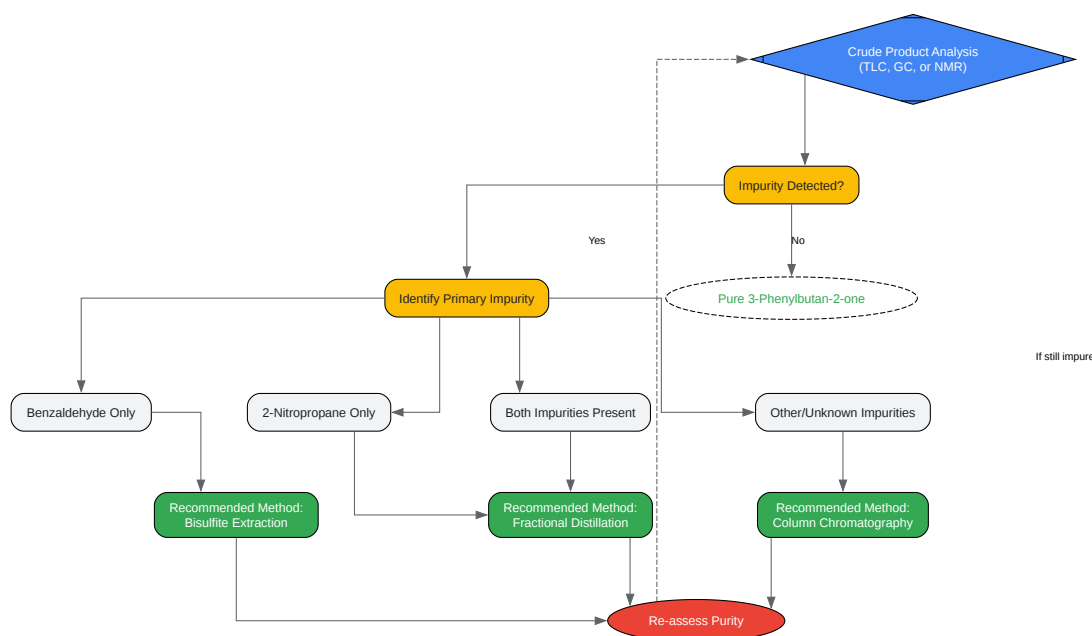 Crude Product Analysis
(TLC, GC, or NMR)
Impurity Detected?
Yes
No
Identify Primary Impurity
Pure 3-Phenylbutan-2-one
If still impure
Benzaldehyde Only
2-Nitropropane Only
Both Impurities Present
Other/Unknown Impurities
Recommended Method:
Bisulfite Extraction
Recommended Method:
Fractional Distillation
Recommended Method:
Column Chromatography
Re-assess Purity